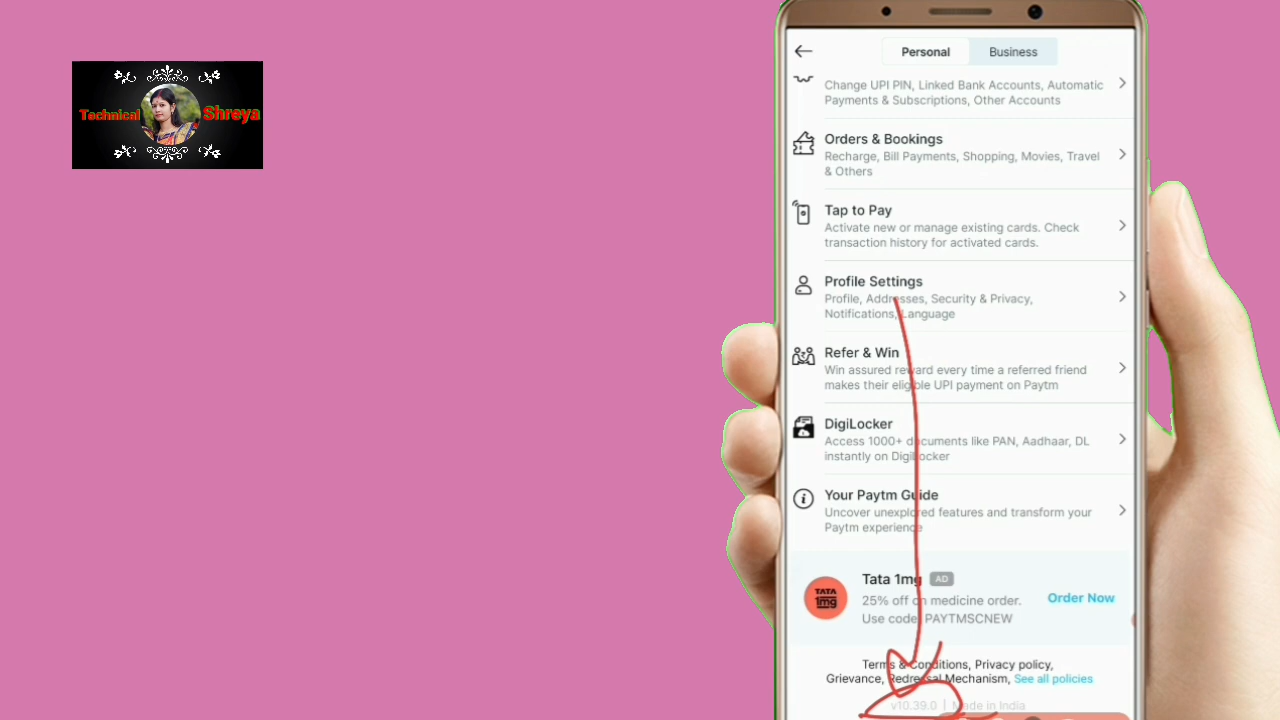 Technical Shreya
Personal Business
Change UPI PIN, Linked Bank Accounts, Automatic
Payments & Subscriptions, Other Accounts
Orders & Bookings
Recharge, Bill Payments, Shopping, Movies, Travel
& Others
Tap to Pay
Activate new or manage existing cards. Check
transaction history for activated cards.
Profile Settings
Profile, Addresses, Security & Privacy,
Notifications, Language
Refer & Win
Win assured reward every time a referred friend
makes their eligible UPI payment on Paytm
DigiLocker
Access 1000+ documents like PAN, Aadhaar, DL
instantly on DigiLocker
Your Paytm Guide
Uncover unexplored features and transform your
Paytm experience
Tata 1mg AD
TATA
1mg
25% off on medicine order.
Use code: PAYTMSCNEW
Order Now
Terms & Conditions, Privacy policy,
Grievance, Redressal Mechanism, See all policies
v10.39.0 | Made in India